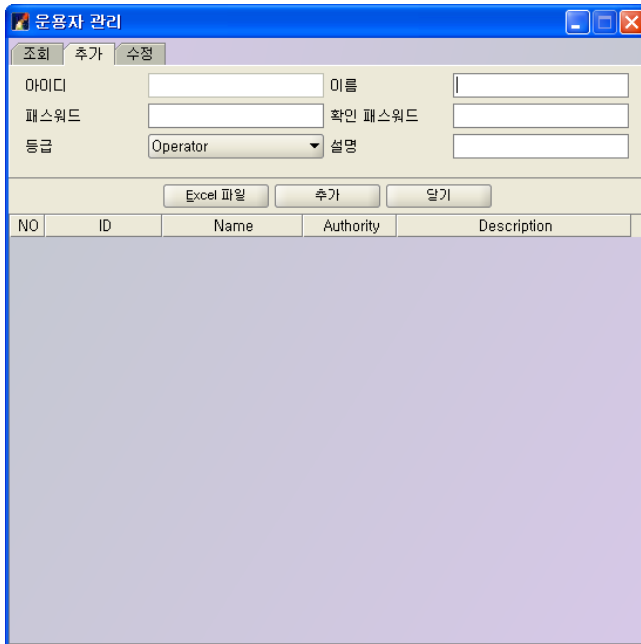 운용자 관리
조회 추가 수정
아이디 이름
패스워드 확인 패스워드
등급 Operator 설명
Excel 파일 추가 닫기
NO ID Name Authority Description